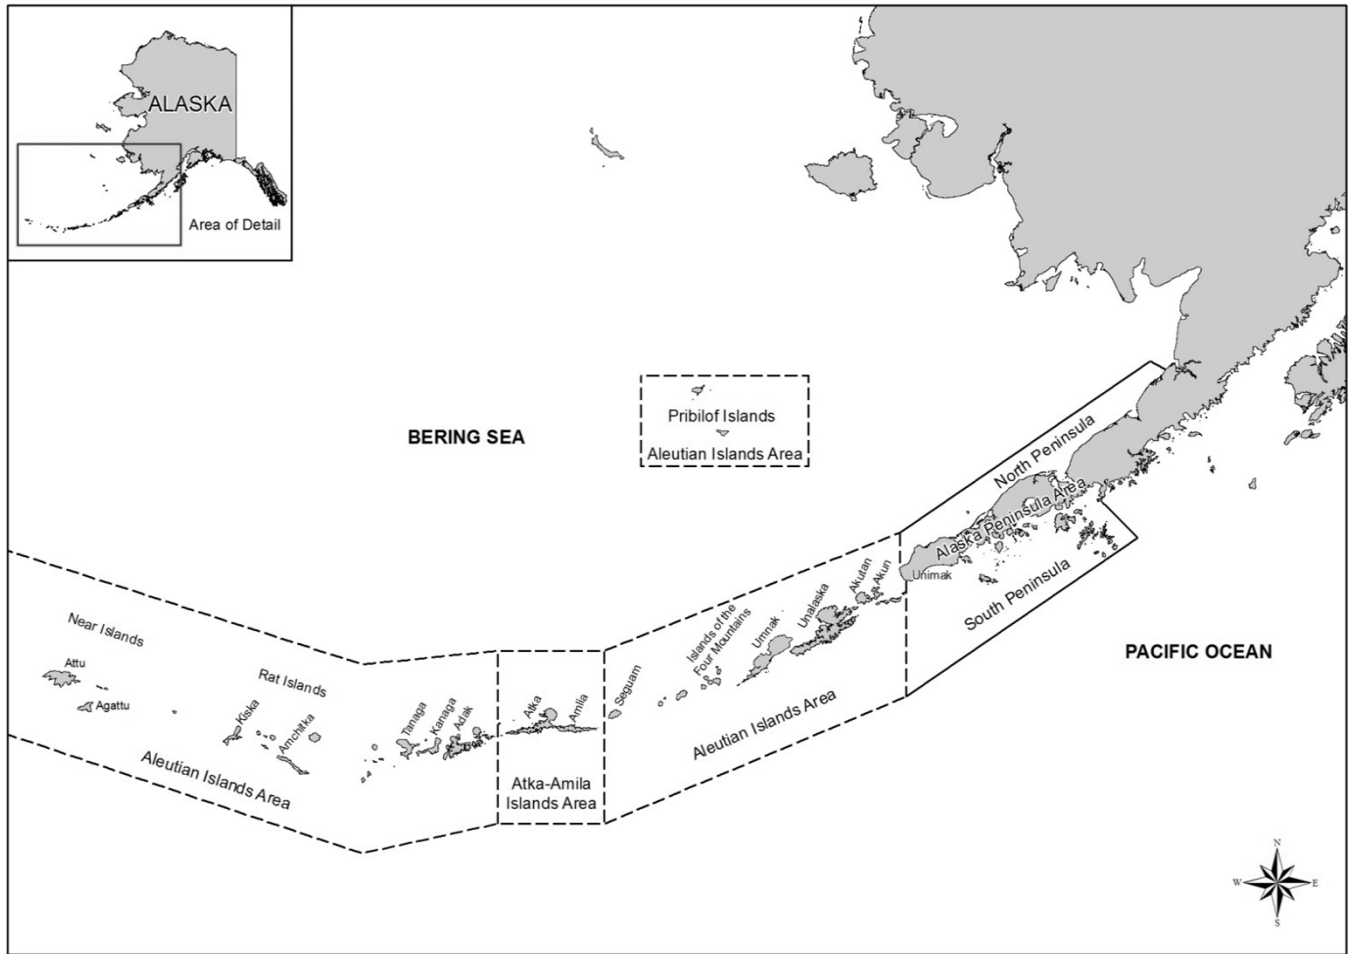 ALASKA
Area of Detail
BERING SEA
Pribilof Islands
Aleutian Islands Area
North Peninsula
Alaska Peninsula Area
Unimak
South Peninsula
PACIFIC OCEAN
Near Islands
Attu
Agattu
Rat Islands
Kiska
Amchitka
Aleutian Islands Area
Tanaga
Kanaga
Adak
Atka
Amila
Atka-Amila
Islands Area
Seguam
Islands of the
Four Mountains
Umnak
Unalaska
Akutan
Akun
Aleutian Islands Area
N
W
E
S